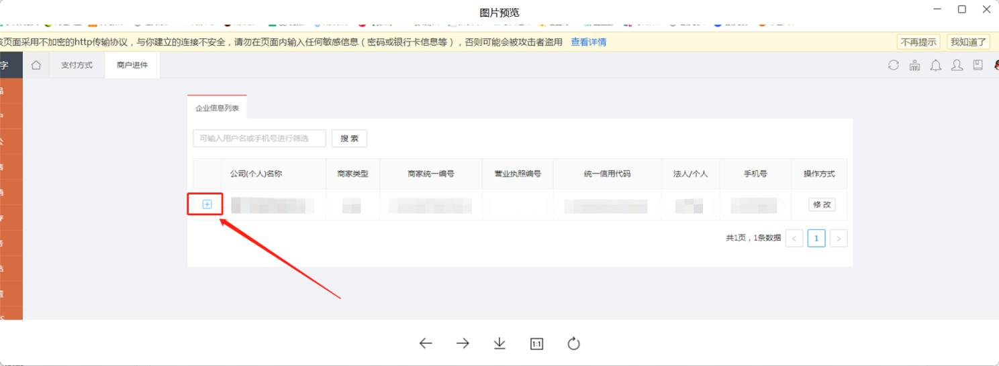 图片预览
该页面采用不加密的http传输协议，与你建立的连接不安全，请勿在页面内输入任何敏感信息（密码或银行卡信息等），否则可能会被攻击者盗用 查看详情 不再提示 我知道了
字 支付方式 商户进件
企业信息列表
可输入用户名或手机号进行筛选 搜 索
公司(个人)名称 商家类型 商家统一编号 营业执照编号 统一信用代码 法人/个人 手机号 操作方式
修 改
共1页，1条数据 < 1 >
1:1